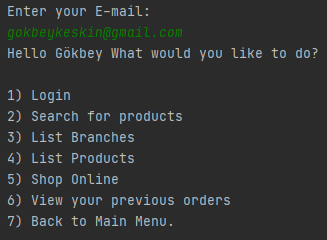 Enter your E-mail:
gokbeykeskin@gmail.com
Hello Gökbey What would you like to do?
1) Login
2) Search for products
3) List Branches
4) List Products
5) Shop Online
6) View your previous orders
7) Back to Main Menu.